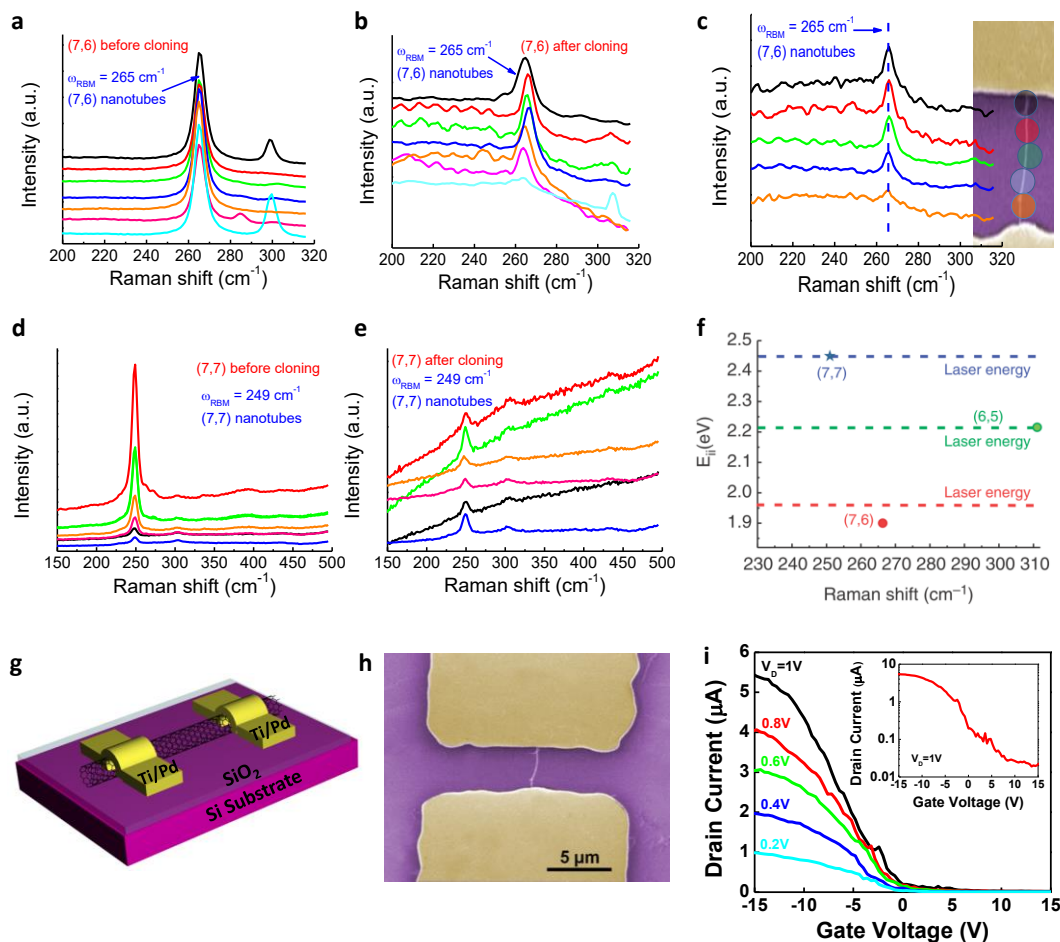 a
(7,6) before cloning
ω_RBM = 265 cm⁻¹
(7,6) nanotubes
Intensity (a.u.)
200 220 240 260 280 300 320
Raman shift (cm⁻¹)
b
ω_RBM = 265 cm⁻¹
(7,6) nanotubes
(7,6) after cloning
Intensity (a.u.)
200 220 240 260 280 300 320
Raman shift (cm⁻¹)
c
ω_RBM = 265 cm⁻¹
(7,6) nanotubes
Intensity (a.u.)
200 220 240 260 280 300 320
Raman shift (cm⁻¹)
d
(7,7) before cloning
ω_RBM = 249 cm⁻¹
(7,7) nanotubes
Intensity (a.u.)
150 200 250 300 350 400 450 500
Raman shift (cm⁻¹)
e
(7,7) after cloning
ω_RBM = 249 cm⁻¹
(7,7) nanotubes
Intensity (a.u.)
150 200 250 300 350 400 450 500
Raman shift (cm⁻¹)
f
2.5
2.4
2.3
2.2
2.1
2.0
1.9
E_ii(eV)
(7,7)
Laser energy
(6,5)
Laser energy
Laser energy
(7,6)
230 240 250 260 270 280 290 300 310
Raman shift (cm⁻¹)
g
Ti/Pd
Ti/Pd
SiO₂
Si Substrate
h
5 µm
i
6
5
4
3
2
1
0
Drain Current (µA)
V_D=1V
0.8V
0.6V
0.4V
0.2V
-15 -10 -5 0 5 10 15
Gate Voltage (V)
10
1
0.1
0.01
Drain Current (µA)
V_D=1V
-15 -10 -5 0 5 10 15
Gate Voltage (V)